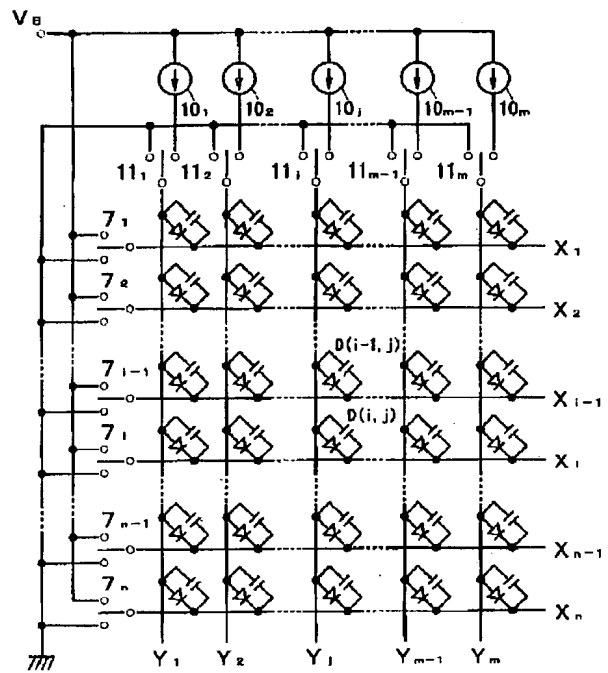 V_B
10_1 10_2 10_j 10_{m-1} 10_m
11_1 11_2 11_j 11_{m-1} 11_m
7_1
X_1
7_2
X_2
D(i-1, j)
7_{i-1}
X_{i-1}
D(i, j)
7_i
X_i
7_{n-1}
X_{n-1}
7_n
X_n
Y_1 Y_2 Y_j Y_{m-1} Y_m